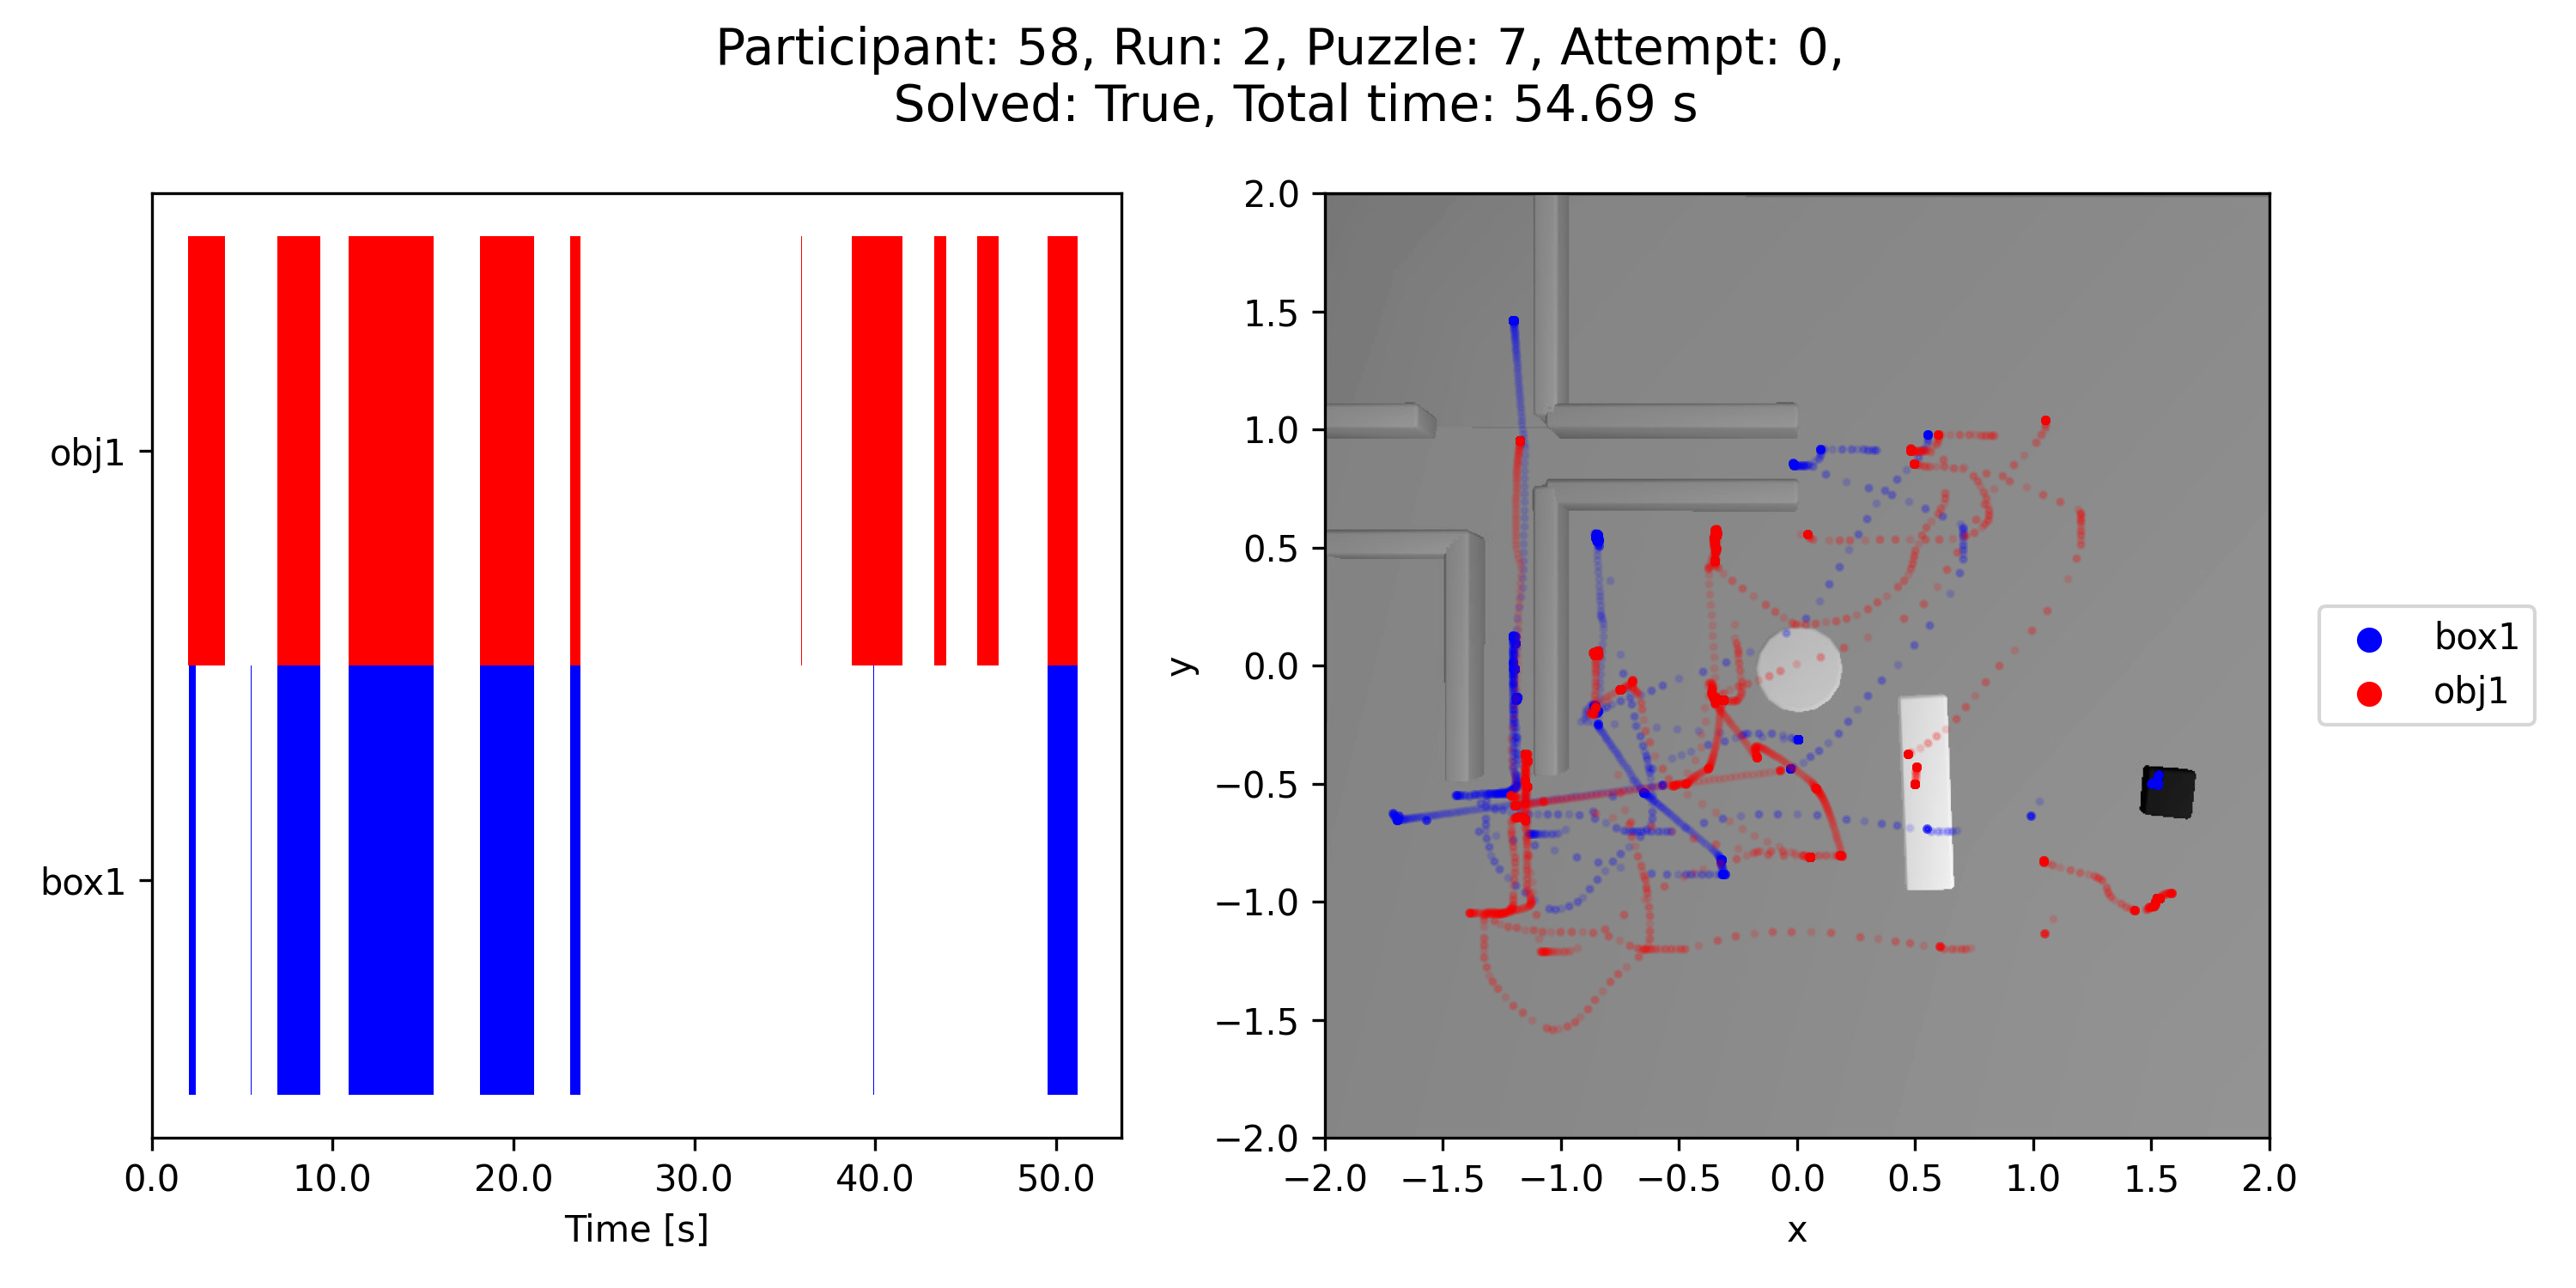 Participant: 58, Run: 2, Puzzle: 7, Attempt: 0,
Solved: True, Total time: 54.69 s
obj1
box1
0.0 10.0 20.0 30.0 40.0 50.0
Time [s]
2.0
1.5
1.0
0.5
0.0
−0.5
−1.0
−1.5
−2.0
y
−2.0 −1.5 −1.0 −0.5 0.0 0.5 1.0 1.5 2.0
x
box1
obj1